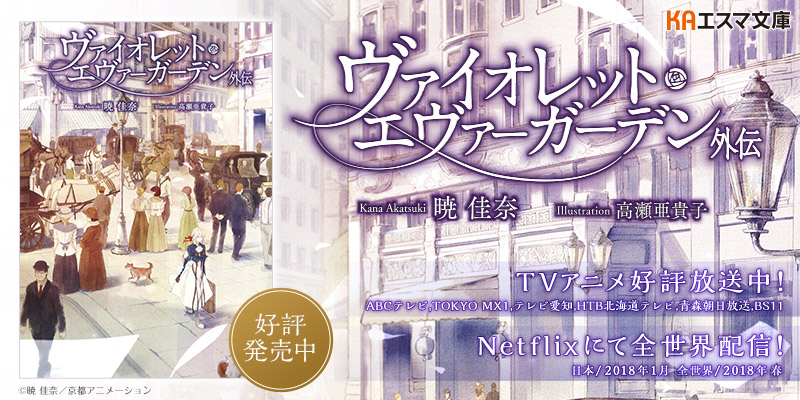 ヴァイオレット・
エヴァーガーデン外伝
Kana Akatsuki 暁 佳奈 Illustration 高瀬亜貴子
好評
発売中
©暁 佳奈／京都アニメーション
KAエスマ文庫
ヴァイオレット・
エヴァーガーデン外伝
Kana Akatsuki 暁 佳奈 Illustration 高瀬亜貴子
TVアニメ好評放送中！
ABCテレビ,TOKYO MX1,テレビ愛知,HTB北海道テレビ,青森朝日放送,BS11
Netflixにて全世界配信！
日本/2018年1月 全世界/2018年春